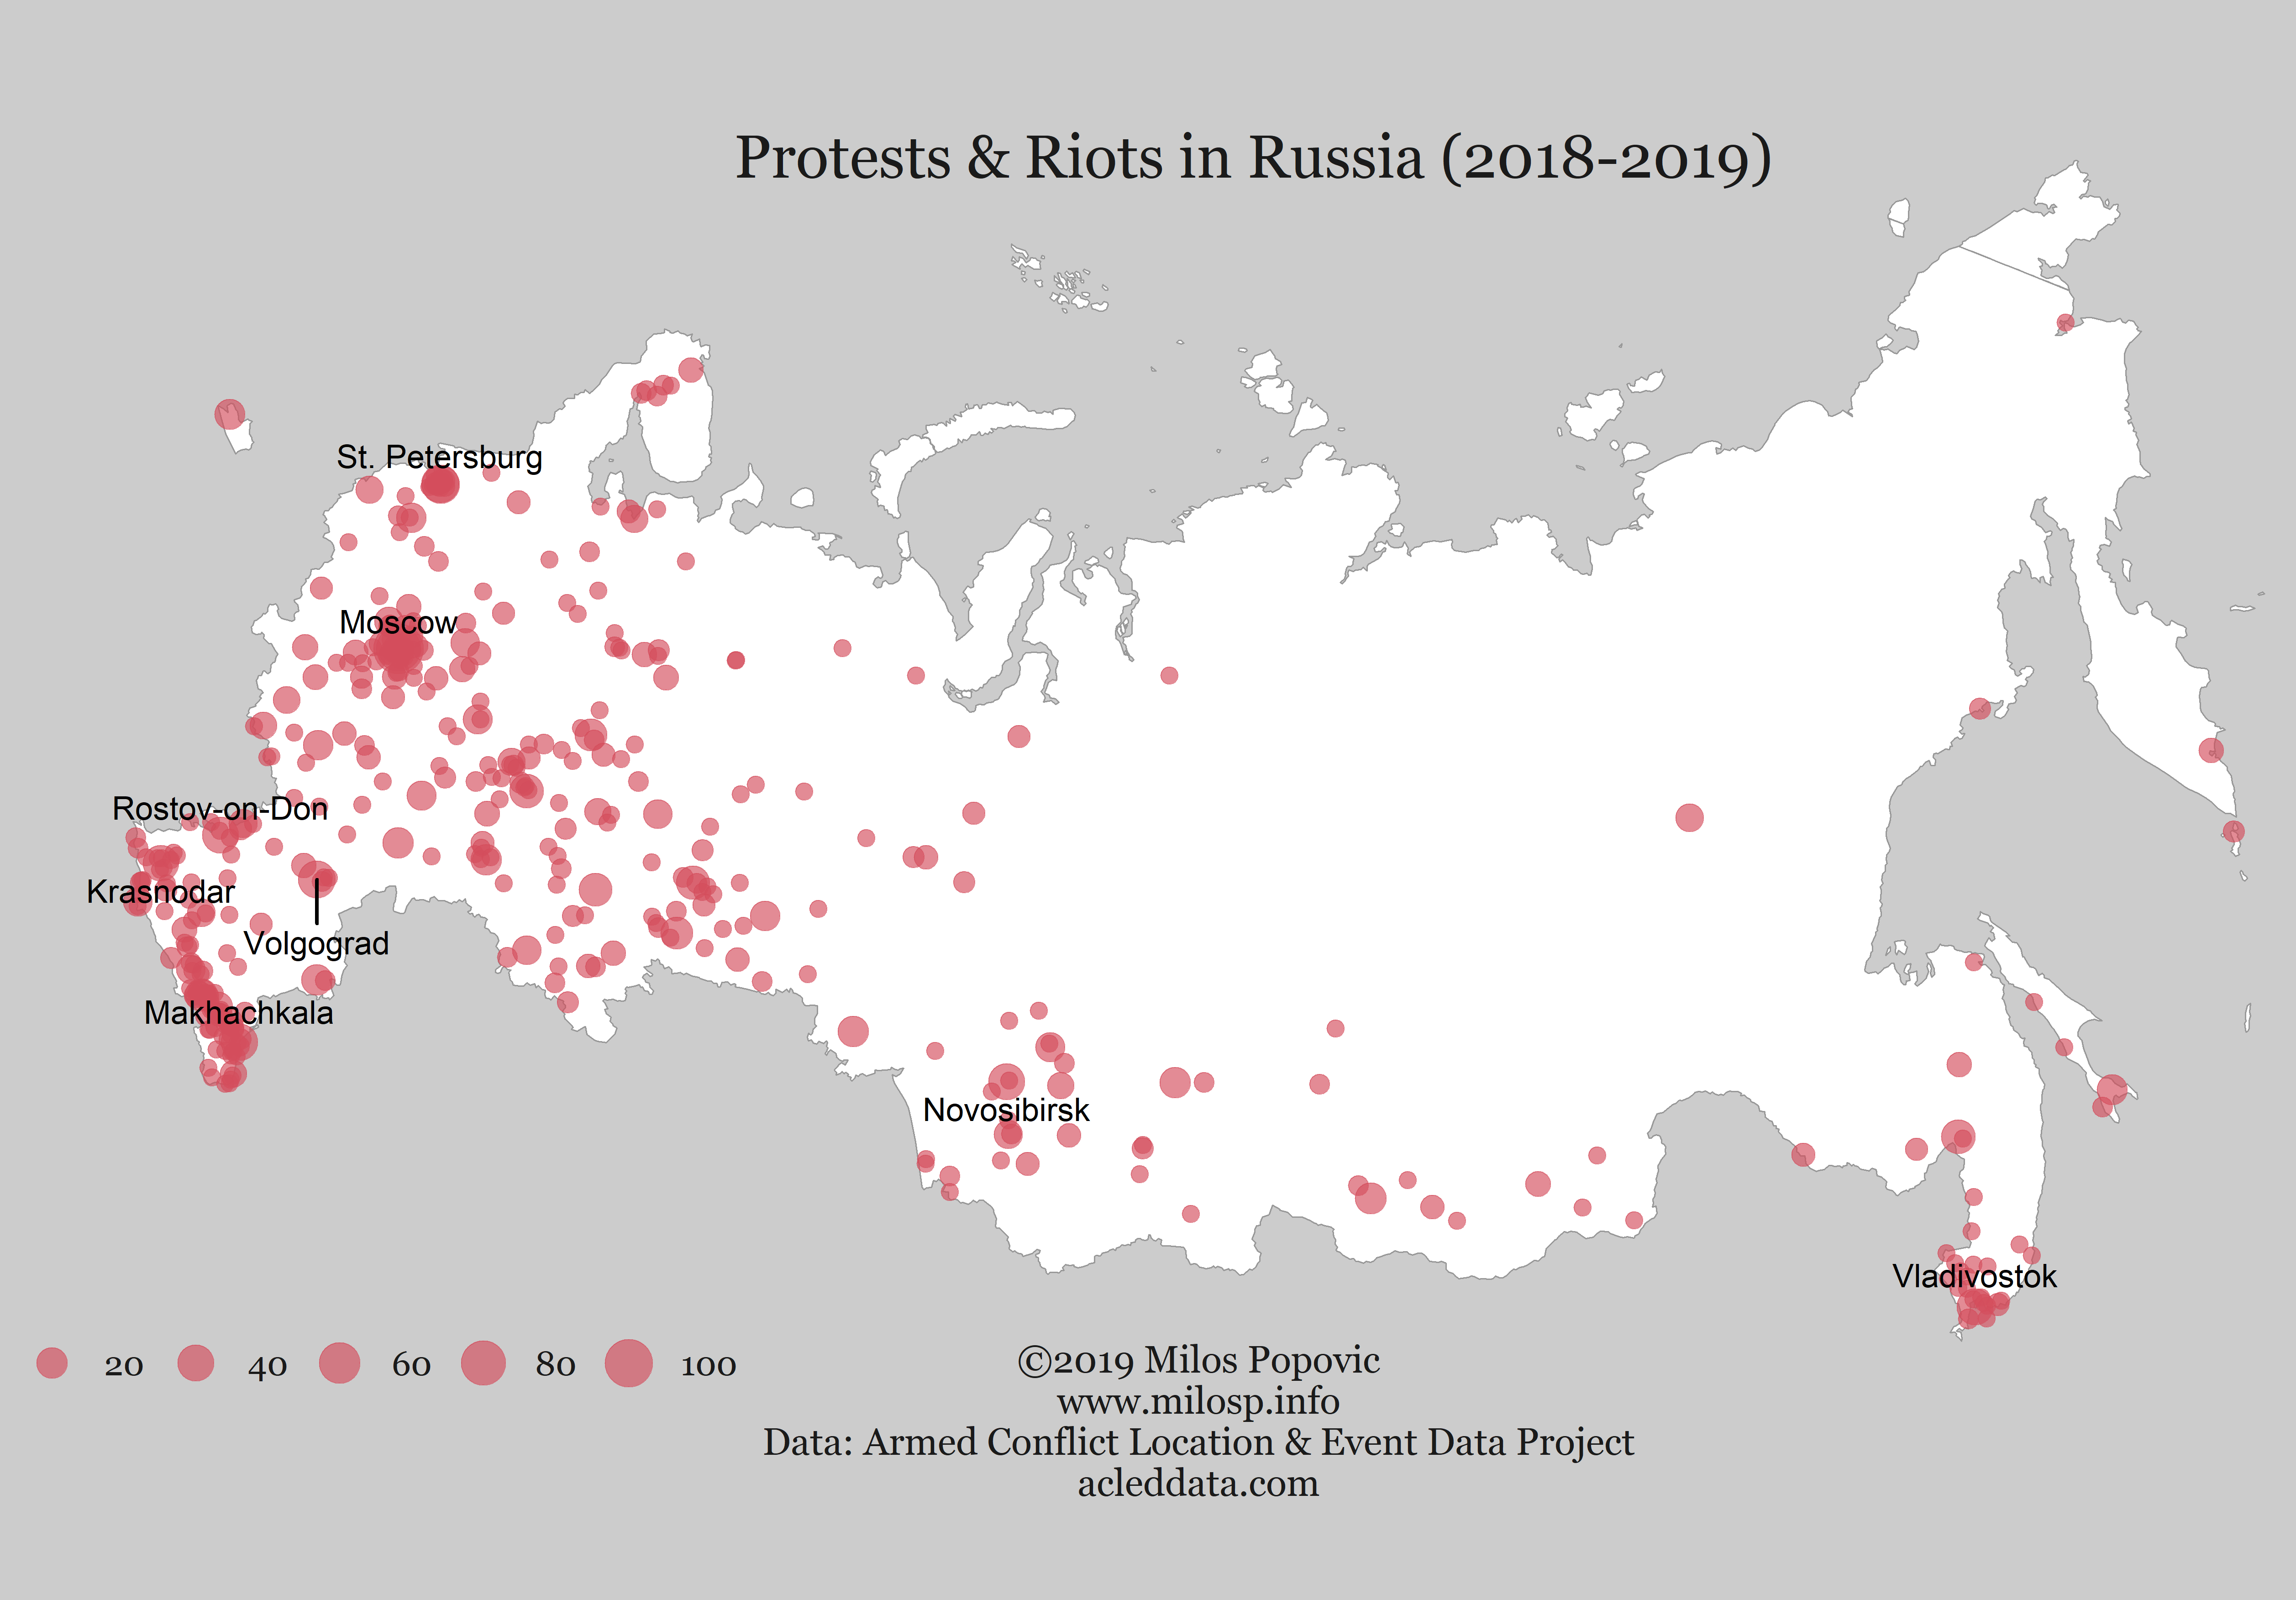 Protests & Riots in Russia (2018-2019)
St. Petersburg
Moscow
Rostov-on-Don
Krasnodar
Volgograd
Makhachkala
Novosibirsk
Vladivostok
20 40 60 80 100
©2019 Milos Popovic
www.milosp.info
Data: Armed Conflict Location & Event Data Project
acleddata.com